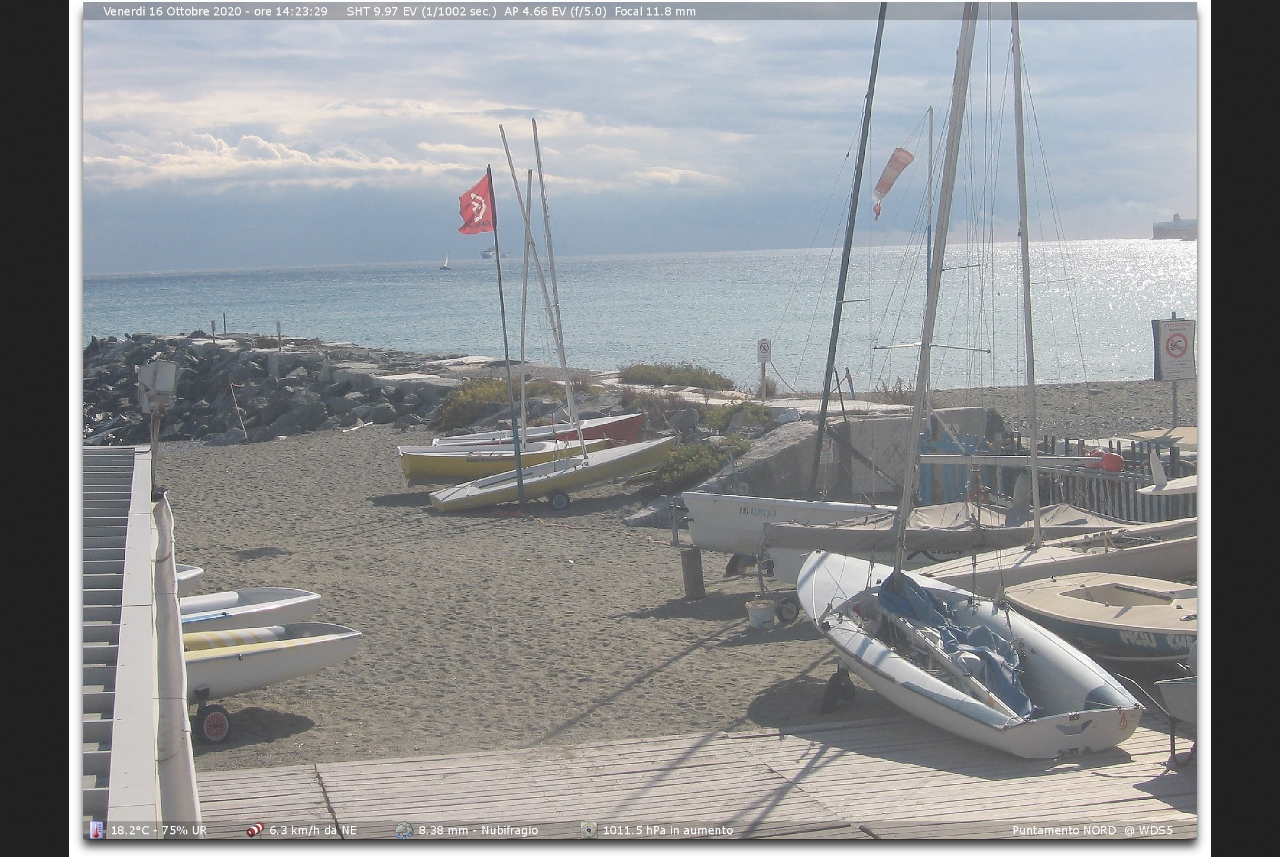 Venerdi 16 Ottobre 2020 - ore 14:23:29 SHT 9.97 EV (1/1002 sec.) AP 4.66 EV (f/5.0) Focal 11.8 mm
18.2°C - 75% UR 6.3 km/h da NE 8.38 mm - Nubifragio 1011.5 hPa in aumento Puntamento NORD @ WDS5